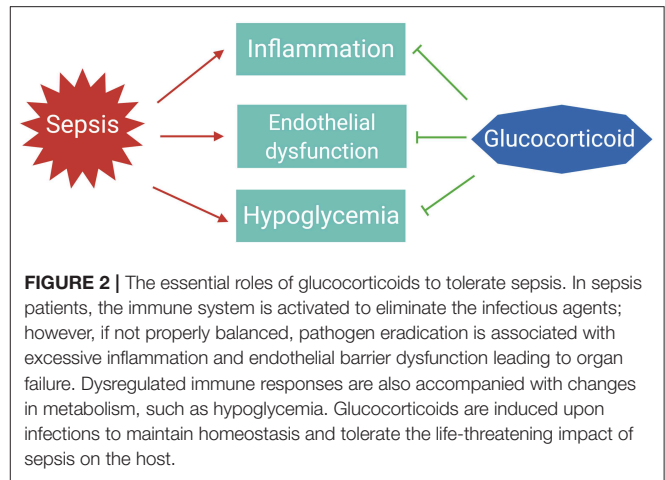 Inflammation
Sepsis
Endothelial
dysfunction
Glucocorticoid
Hypoglycemia
FIGURE 2 | The essential roles of glucocorticoids to tolerate sepsis. In sepsis
patients, the immune system is activated to eliminate the infectious agents;
however, if not properly balanced, pathogen eradication is associated with
excessive inflammation and endothelial barrier dysfunction leading to organ
failure. Dysregulated immune responses are also accompanied with changes
in metabolism, such as hypoglycemia. Glucocorticoids are induced upon
infections to maintain homeostasis and tolerate the life-threatening impact of
sepsis on the host.